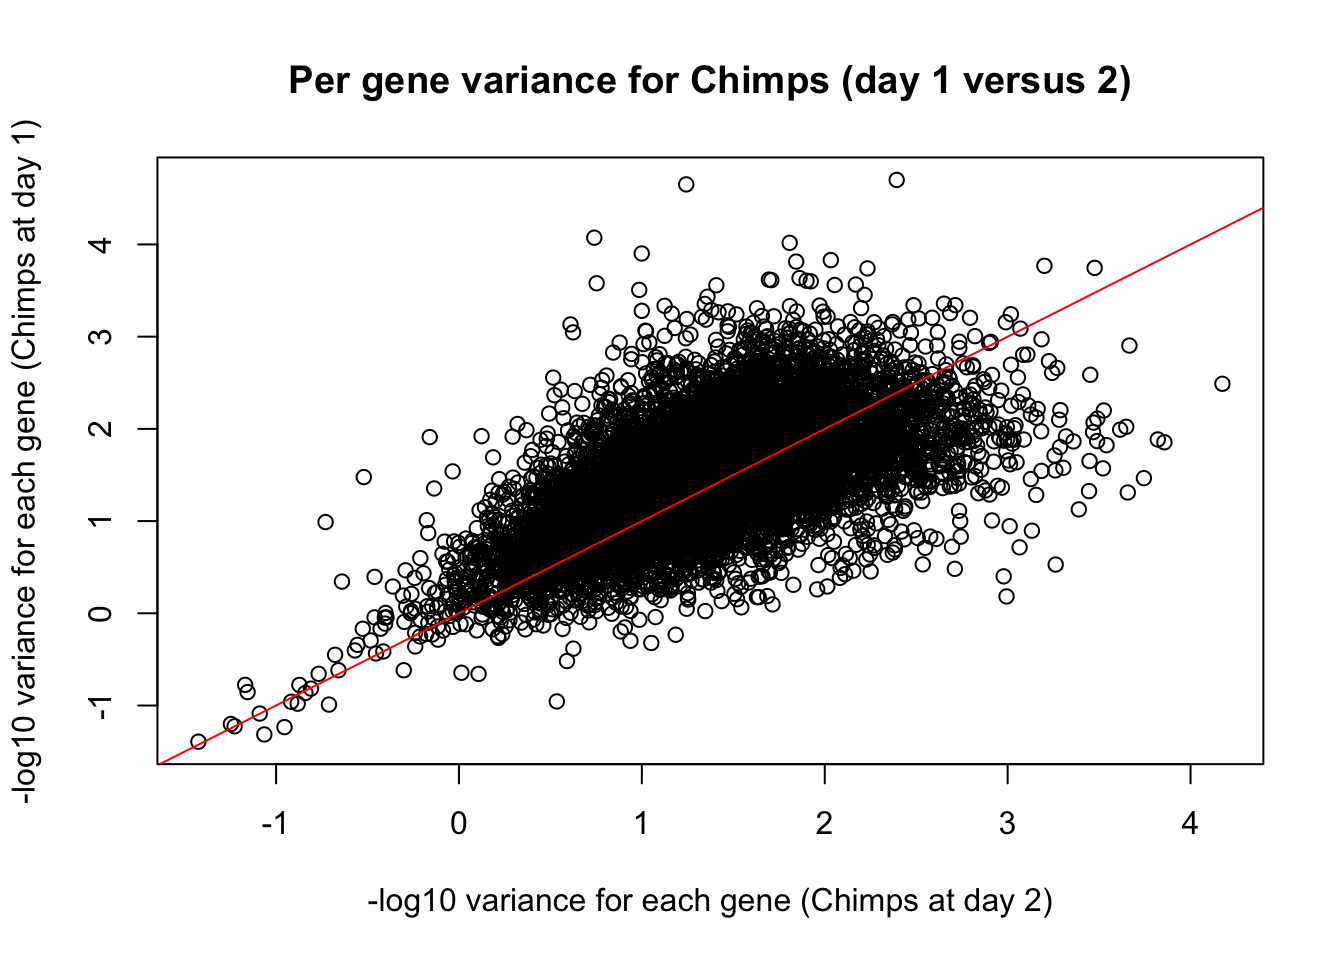 Per gene variance for Chimps (day 1 versus 2)
-log10 variance for each gene (Chimps at day 1)
4
3
2
1
0
-1
-1 0 1 2 3 4
-log10 variance for each gene (Chimps at day 2)